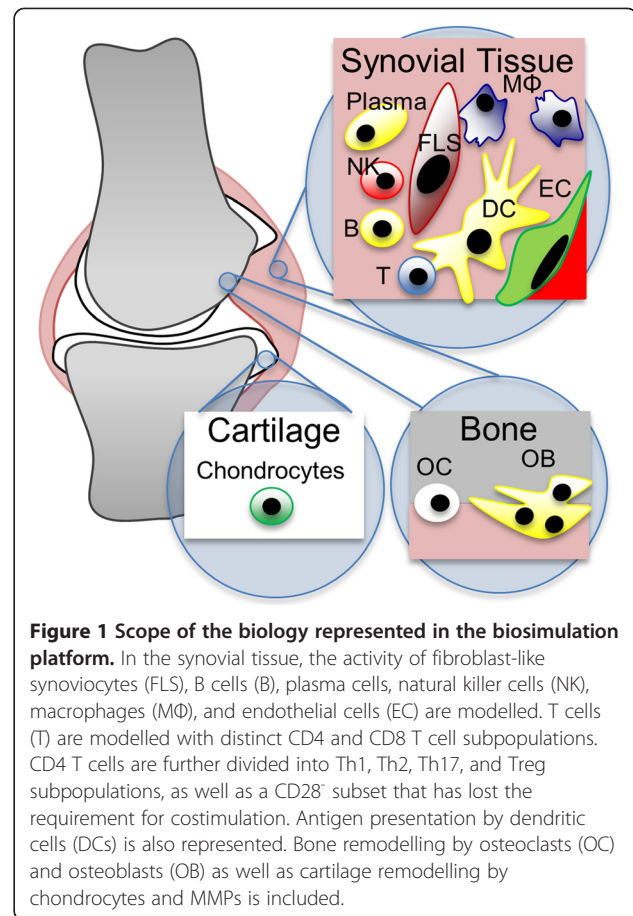 Synovial Tissue
MΦ
Plasma
FLS
NK
EC
DC
B
T
Cartilage
Chondrocytes
Bone
OB
OC
Figure 1 Scope of the biology represented in the biosimulation
platform. In the synovial tissue, the activity of fibroblast-like
synoviocytes (FLS), B cells (B), plasma cells, natural killer cells (NK),
macrophages (MΦ), and endothelial cells (EC) are modelled. T cells
(T) are modelled with distinct CD4 and CD8 T cell subpopulations.
CD4 T cells are further divided into Th1, Th2, Th17, and Treg
subpopulations, as well as a CD28⁻ subset that has lost the
requirement for costimulation. Antigen presentation by dendritic
cells (DCs) is also represented. Bone remodelling by osteoclasts (OC)
and osteoblasts (OB) as well as cartilage remodelling by
chondrocytes and MMPs is included.